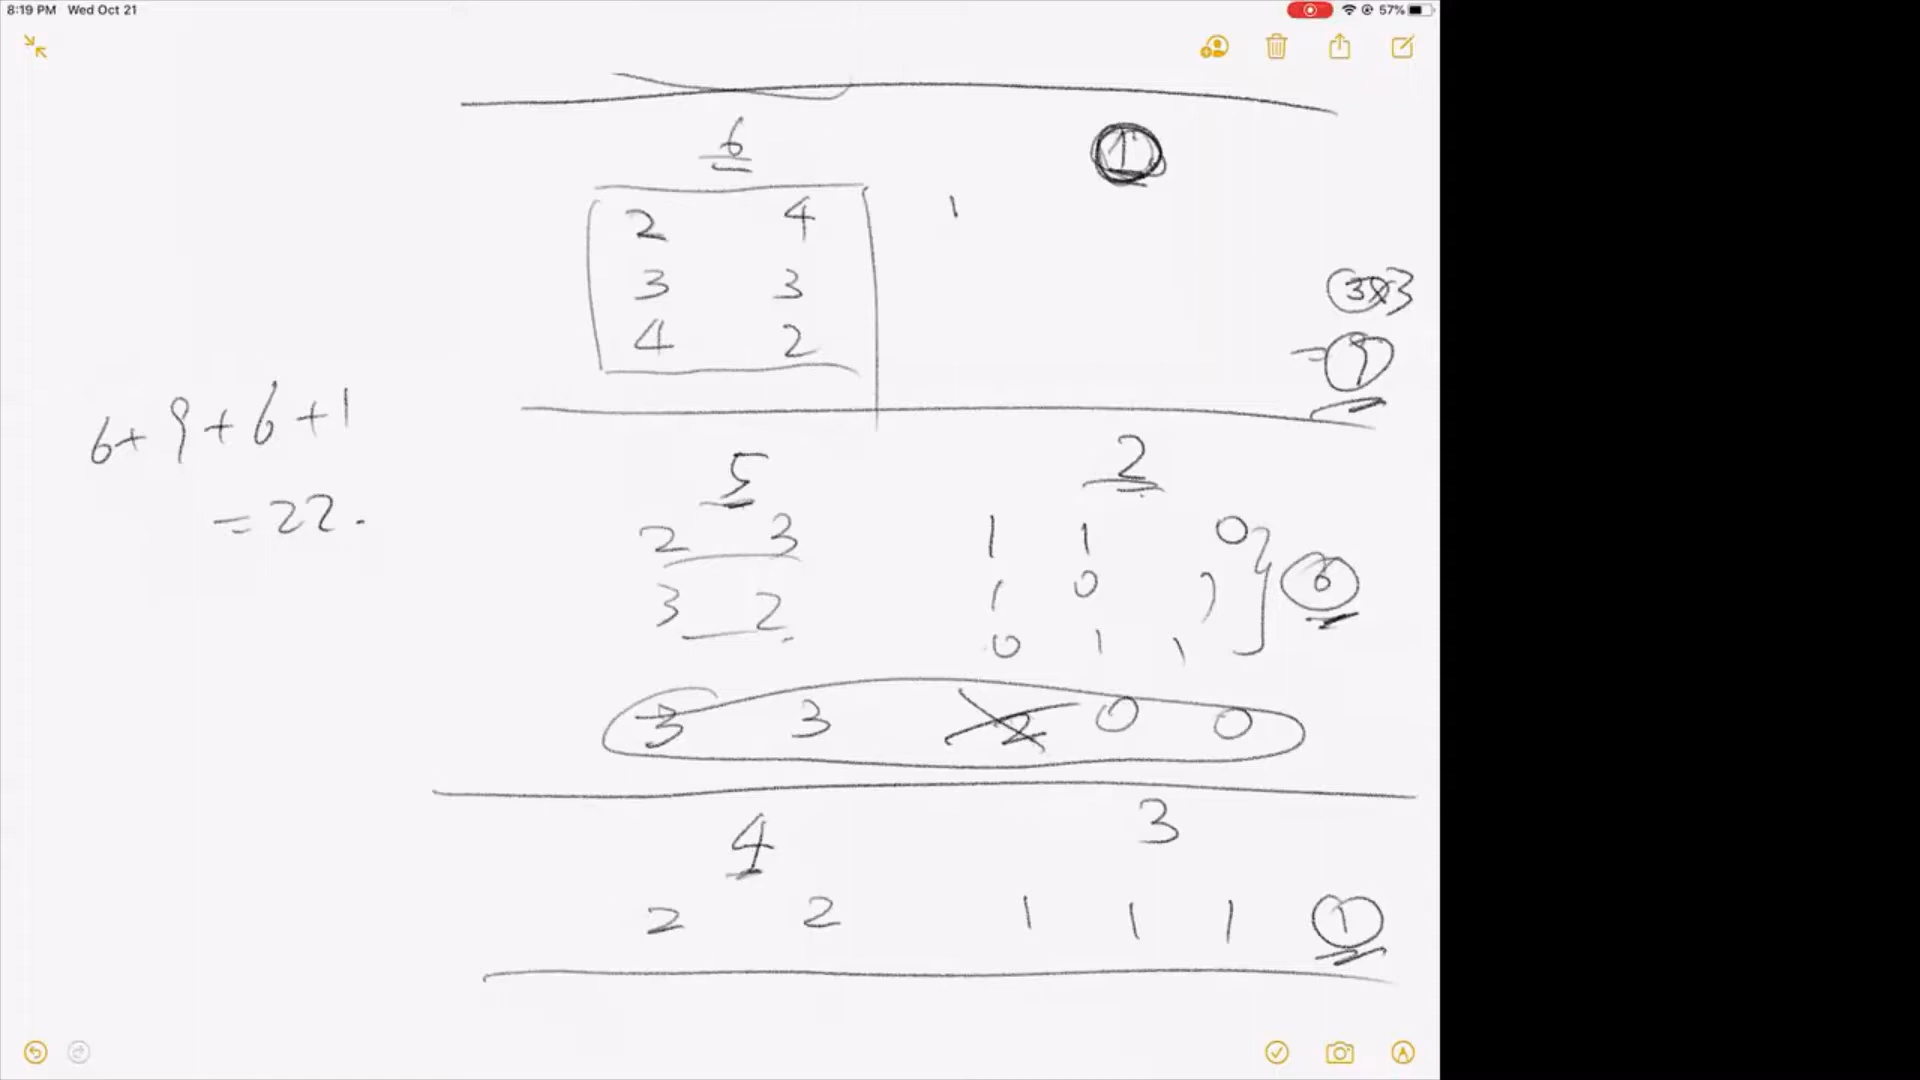 8:19 PM Wed Oct 21
57%
6 1
2 4 1
3 3 3x3
4 2 = 9
6+9+6+1
= 22.
5 2
2 3 1 1 0
3 2 1 0 1 6
0 1 1
3 3 2 0 0
4 3
2 2 1 1 1 1